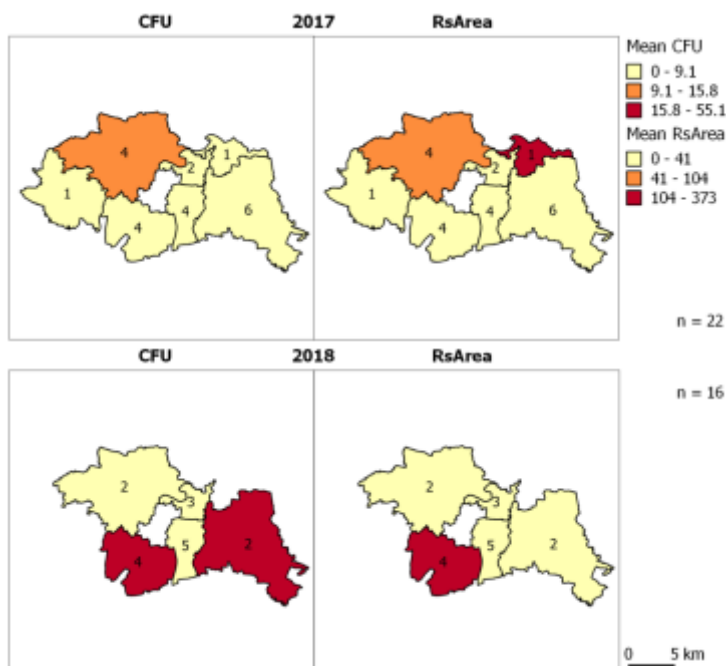 CFU 2017 RsArea
Mean CFU
0 - 9.1
9.1 - 15.8
15.8 - 55.1
Mean RsArea
0 - 41
41 - 104
104 - 373
4 2 1
1 4 4 6
4 2 1
1 4 4 6
n = 22
CFU 2018 RsArea
n = 16
2 3
4 5 2
2 3
4 5 2
0 5 km